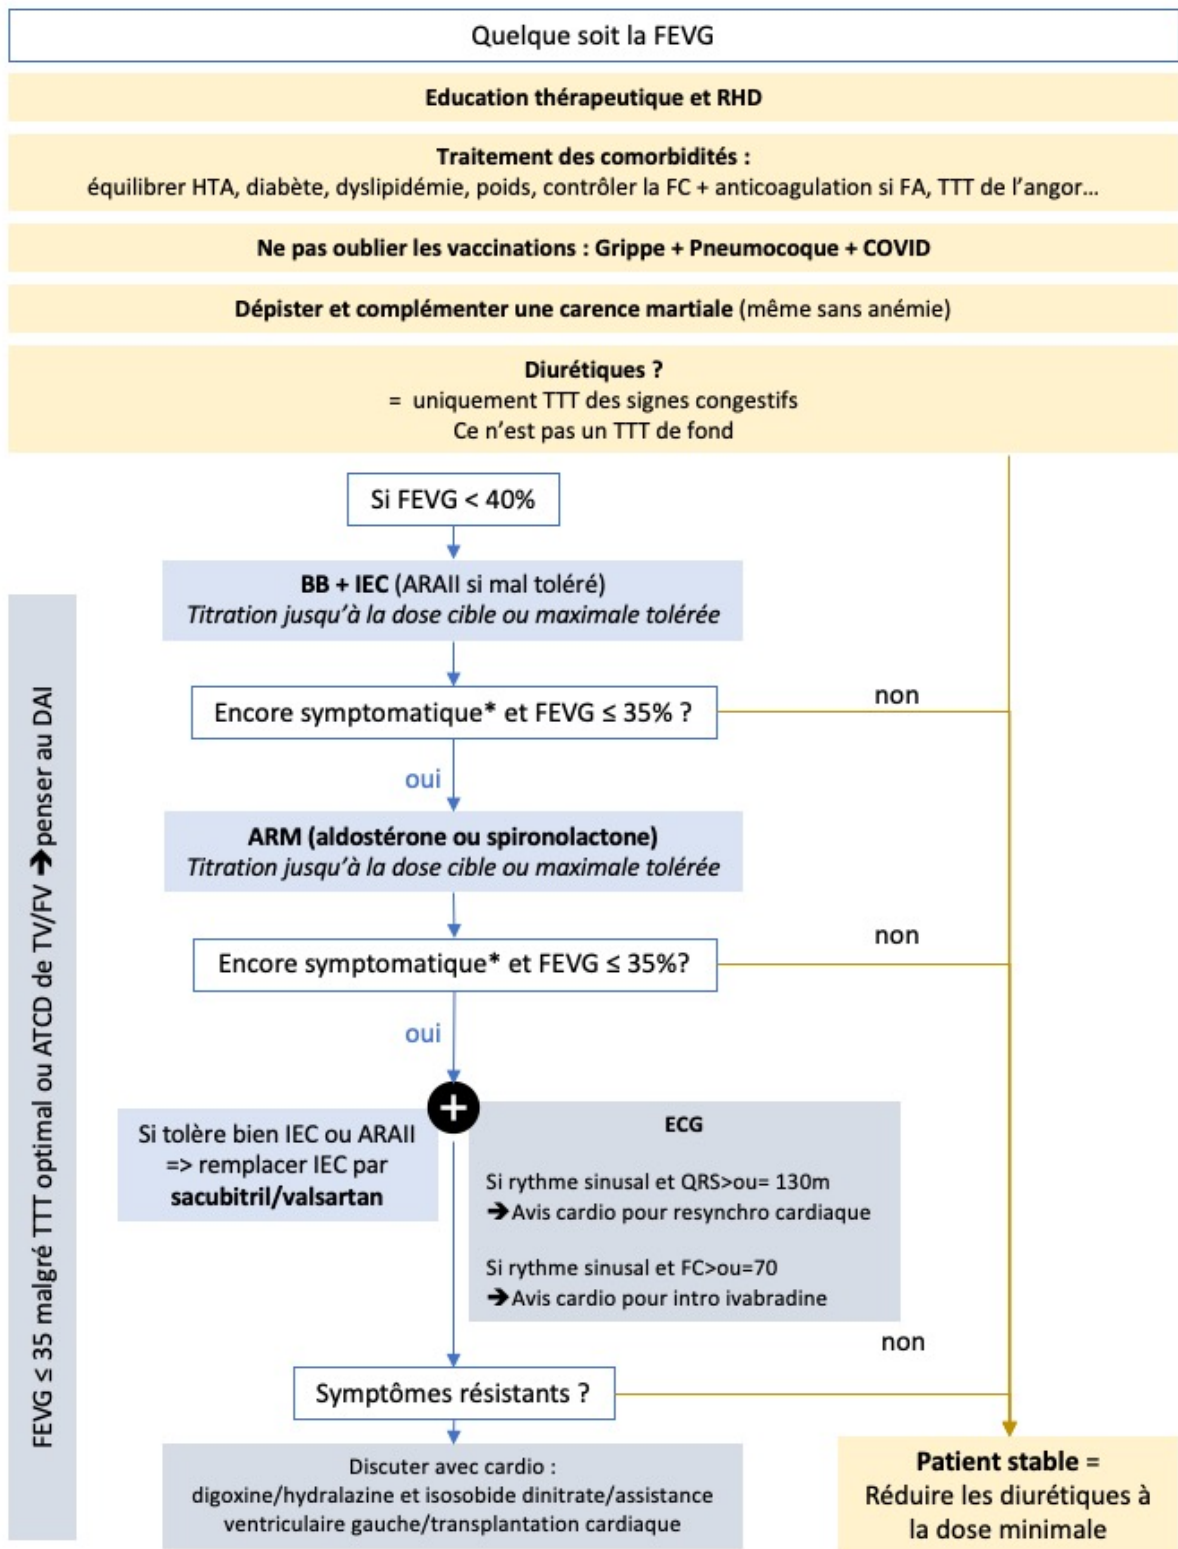 Quelque soit la FEVG
Education thérapeutique et RHD
Traitement des comorbidités :
équilibrer HTA, diabète, dyslipidémie, poids, contrôler la FC + anticoagulation si FA, TTT de l'angor...
Ne pas oublier les vaccinations : Grippe + Pneumocoque + COVID
Dépister et complémenter une carence martiale (même sans anémie)
Diurétiques ?
= uniquement TTT des signes congestifs
Ce n'est pas un TTT de fond
Si FEVG < 40%
BB + IEC (ARAII si mal toléré)
Titration jusqu'à la dose cible ou maximale tolérée
Encore symptomatique* et FEVG ≤ 35% ?
non
oui
ARM (aldostérone ou spironolactone)
Titration jusqu'à la dose cible ou maximale tolérée
Encore symptomatique* et FEVG ≤ 35%?
non
oui
+
Si tolère bien IEC ou ARAII
=> remplacer IEC par
sacubitril/valsartan
ECG
Si rythme sinusal et QRS>ou= 130m
➔Avis cardio pour resynchro cardiaque
Si rythme sinusal et FC>ou=70
➔Avis cardio pour intro ivabradine
non
Symptômes résistants ?
Discuter avec cardio :
digoxine/hydralazine et isosobide dinitrate/assistance
ventriculaire gauche/transplantation cardiaque
Patient stable =
Réduire les diurétiques à
la dose minimale
FEVG ≤ 35 malgré TTT optimal ou ATCD de TV/FV ➔penser au DAI